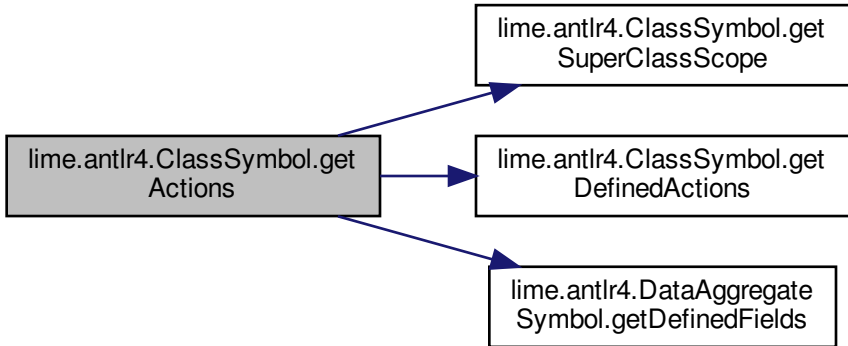 lime.antlr4.ClassSymbol.get
SuperClassScope
lime.antlr4.ClassSymbol.get
Actions
lime.antlr4.ClassSymbol.get
DefinedActions
lime.antlr4.DataAggregate
Symbol.getDefinedFields